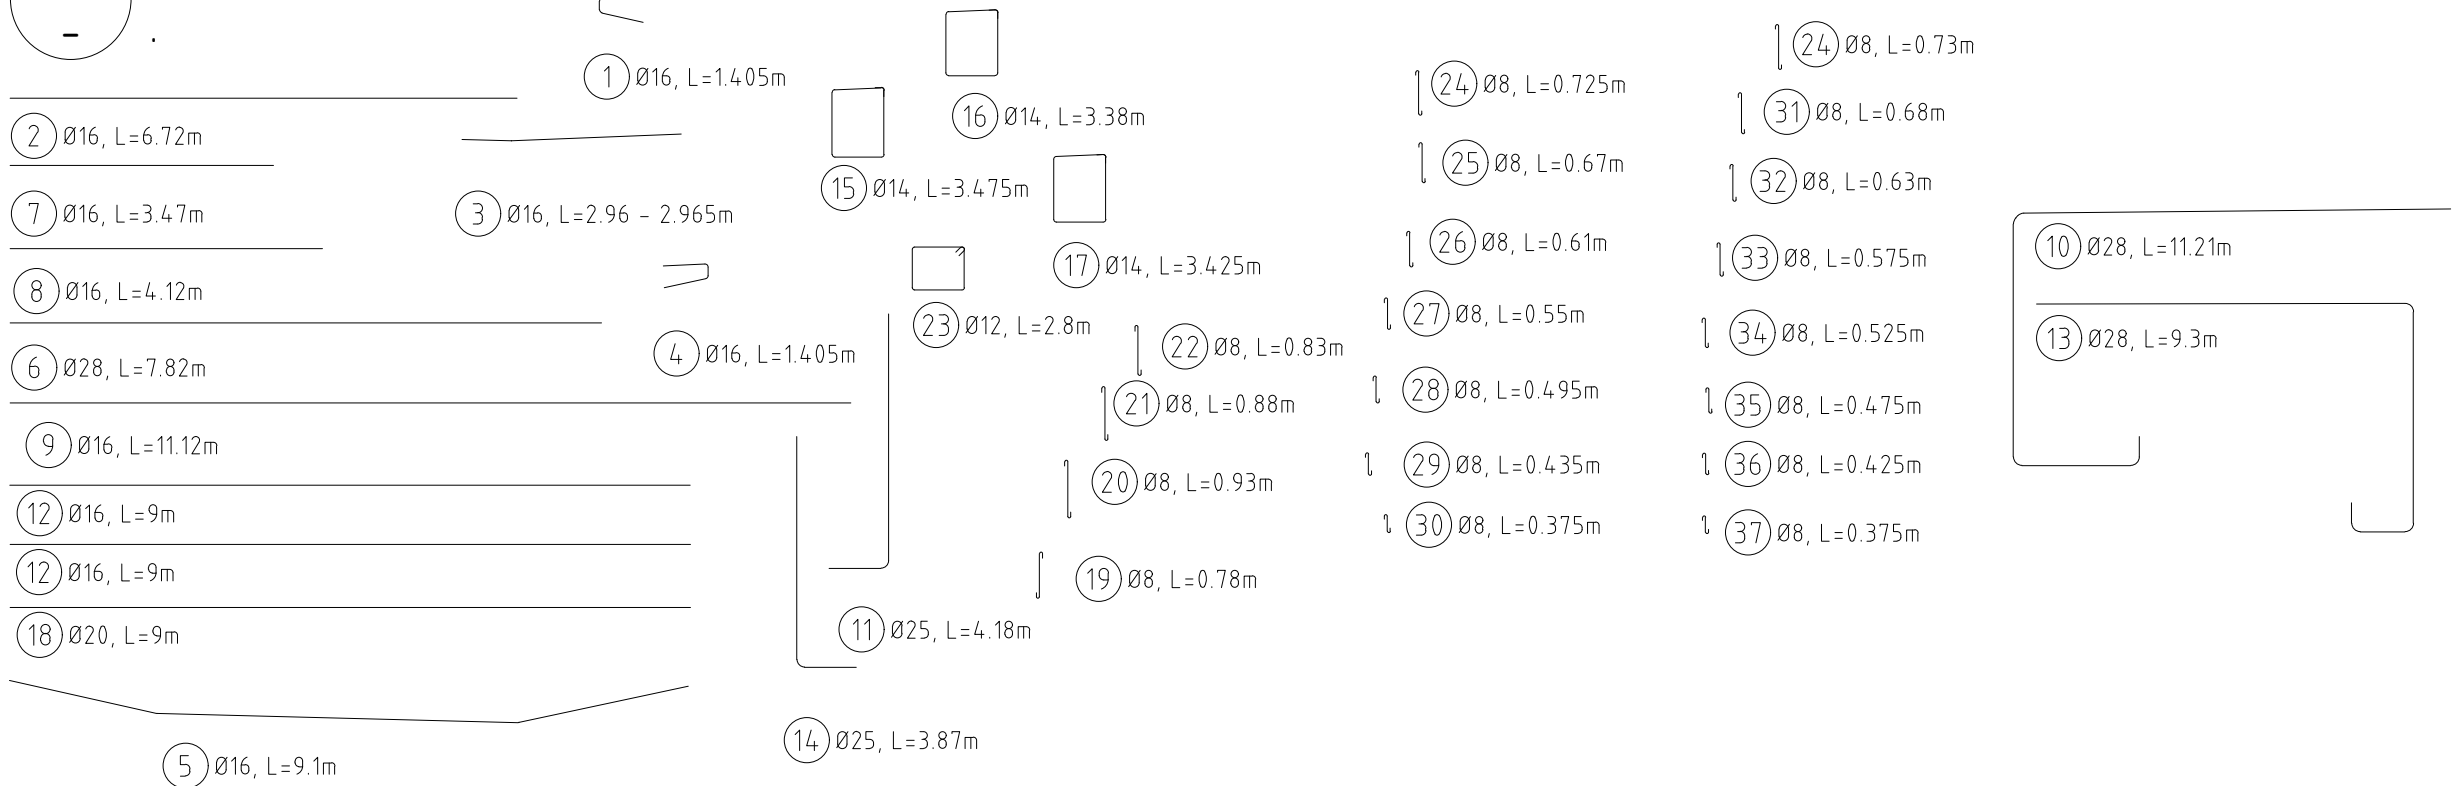 1 Ø16, L=1.405m
2 Ø16, L=6.72m
7 Ø16, L=3.47m
3 Ø16, L=2.96 - 2.965m
8 Ø16, L=4.12m
4 Ø16, L=1.405m
6 Ø28, L=7.82m
9 Ø16, L=11.12m
12 Ø16, L=9m
12 Ø16, L=9m
18 Ø20, L=9m
5 Ø16, L=9.1m
16 Ø14, L=3.38m
15 Ø14, L=3.475m
17 Ø14, L=3.425m
23 Ø12, L=2.8m
22 Ø8, L=0.83m
21 Ø8, L=0.88m
20 Ø8, L=0.93m
19 Ø8, L=0.78m
11 Ø25, L=4.18m
14 Ø25, L=3.87m
24 Ø8, L=0.725m
25 Ø8, L=0.67m
26 Ø8, L=0.61m
27 Ø8, L=0.55m
28 Ø8, L=0.495m
29 Ø8, L=0.435m
30 Ø8, L=0.375m
24 Ø8, L=0.73m
31 Ø8, L=0.68m
32 Ø8, L=0.63m
33 Ø8, L=0.575m
34 Ø8, L=0.525m
35 Ø8, L=0.475m
36 Ø8, L=0.425m
37 Ø8, L=0.375m
10 Ø28, L=11.21m
13 Ø28, L=9.3m